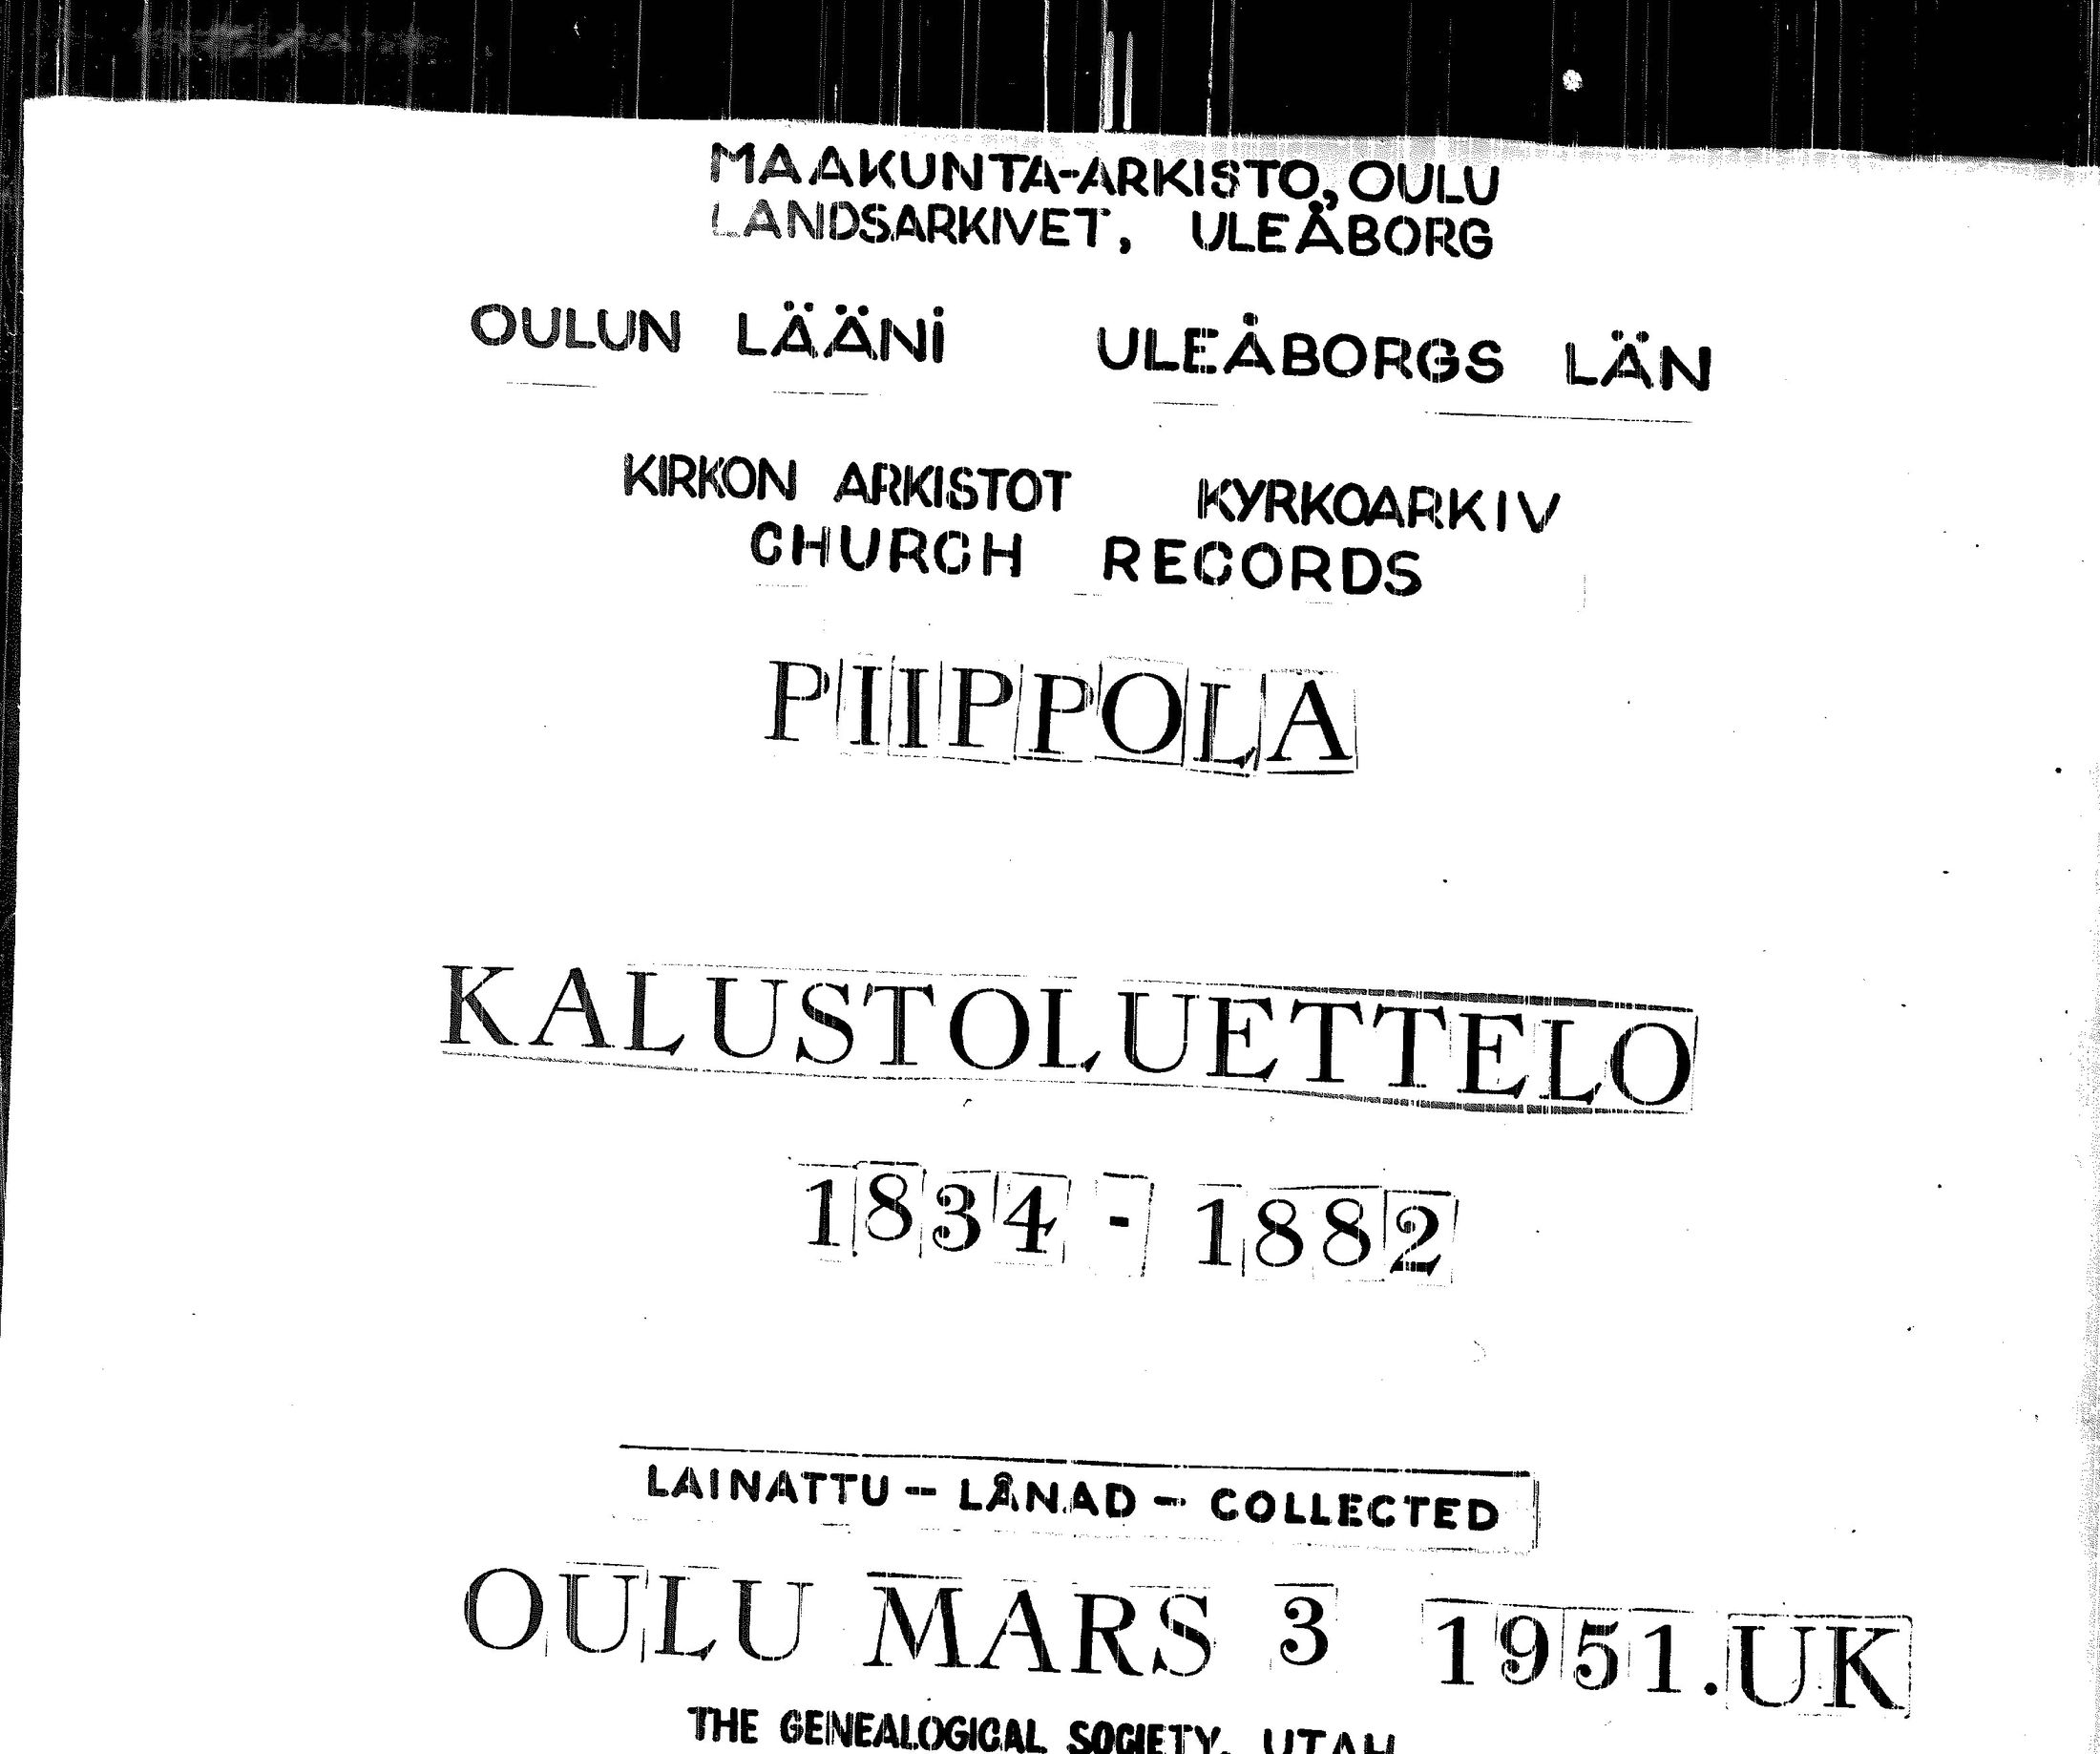 MAAKUNTA-ARKISTO, OULU
LANDSARKIVET, ULEÅBORG
OULUN LÄÄNI ULEÅBORGS LÄN
KIRKON ARKISTOT KYRKOARKIV
CHURCH RECORDS
PIIPPOLA
KALUSTOLUETTELO
1834 - 1882
LAINATTU - LÅNAD - COLLECTED
OULU MARS 3 1951. UK
THE GENEALOGICAL SOCIETY, UTAH